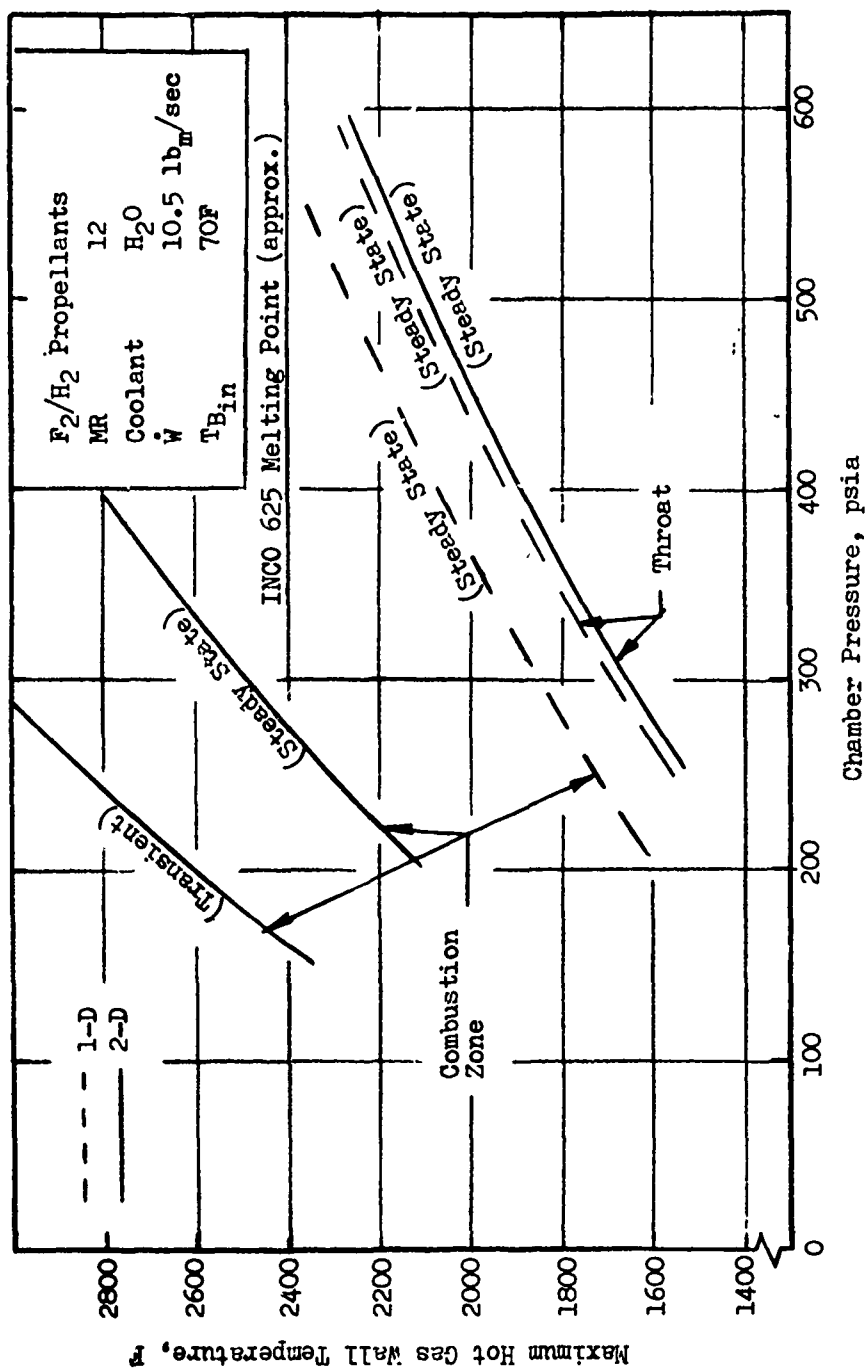 1-D
2-D
F2/H2 Propellants
MR 12
Coolant H2O
Ẇ 10.5 lbm/sec
TBin 70F
INCO 625 Melting Point (approx.)
(Transient)
(Steady State)
(Steady State)
(Steady State)
(Steady State)
Combustion
Zone
Throat
Maximum Hot Gas Wall Temperature, F
2800
2600
2400
2200
2000
1800
1600
1400
0
100
200
300
400
500
600
Chamber Pressure, psia